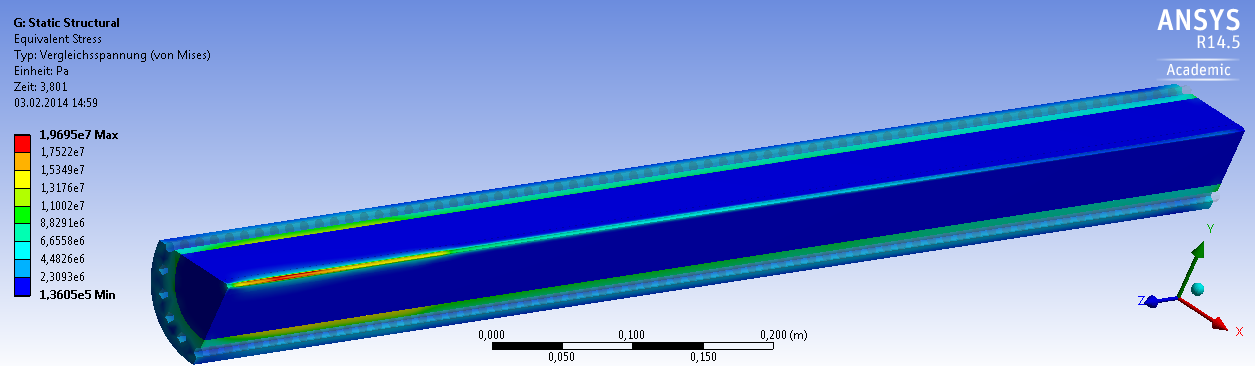 G: Static Structural
Equivalent Stress
Typ: Vergleichsspannung (von Mises)
Einheit: Pa
Zeit: 3,801
03.02.2014 14:59
ANSYS
R14.5
Academic
1,9695e7 Max
1,7522e7
1,5349e7
1,3176e7
1,1002e7
8,8291e6
6,6558e6
4,4826e6
2,3093e6
1,3605e5 Min
0,000
0,100
0,200 (m)
0,050
0,150
Y
Z
X